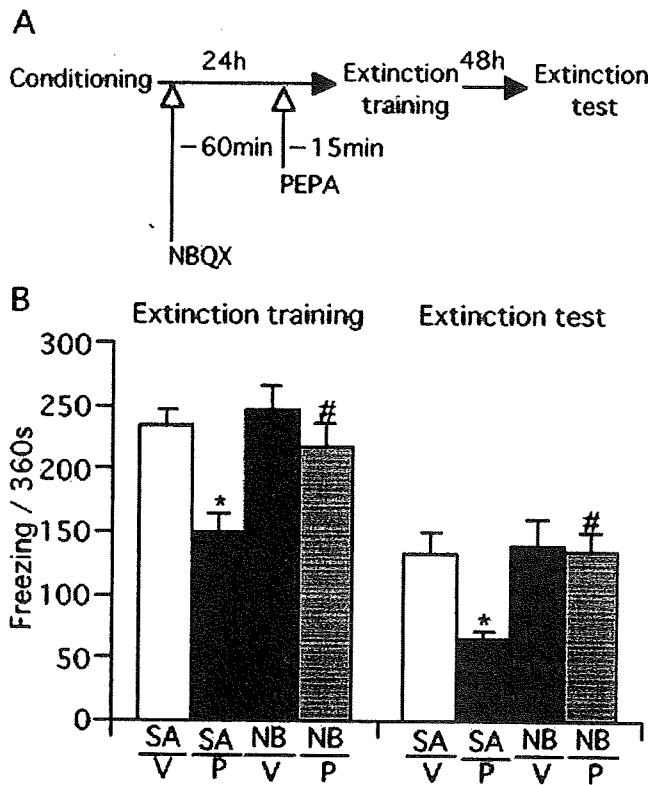 A
Conditioning 24h Extinction training 48h Extinction test
−60min −15min
PEPA
NBQX
B
Extinction training Extinction test
Freezing / 360s
300
250
200
150
100
50
0
# * # *
SA SA NB NB SA SA NB NB
V P V P V P V P